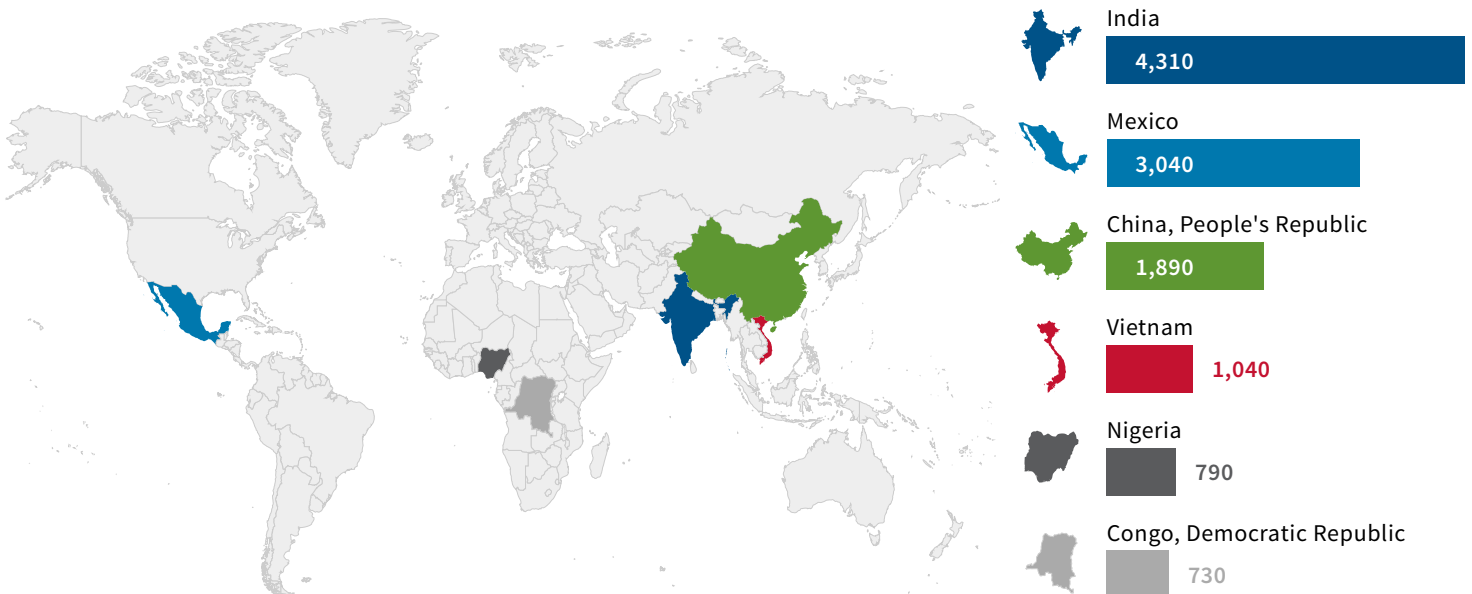 India
4,310
Mexico
3,040
China, People's Republic
1,890
Vietnam
1,040
Nigeria
790
Congo, Democratic Republic
730